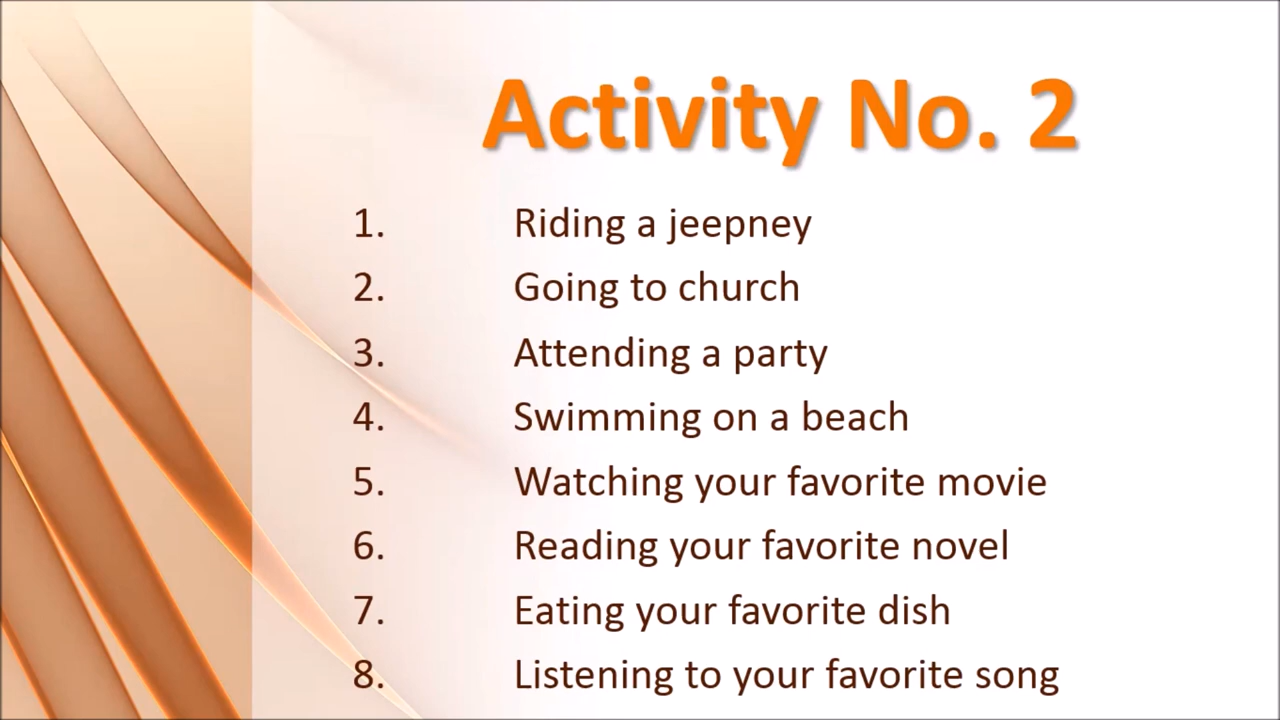 Activity No. 2
1. Riding a jeepney
2. Going to church
3. Attending a party
4. Swimming on a beach
5. Watching your favorite movie
6. Reading your favorite novel
7. Eating your favorite dish
8. Listening to your favorite song